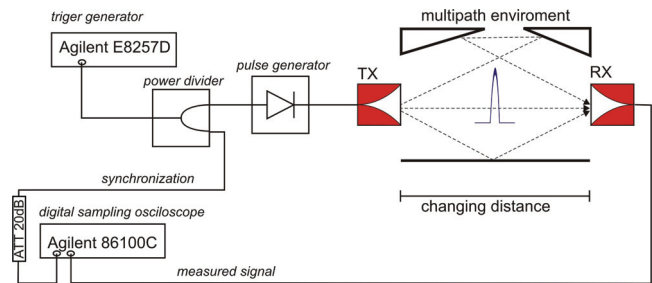 triger generator
Agilent E8257D
power divider
pulse generator
multipath enviroment
TX
RX
synchronization
changing distance
ATT 20dB
digital sampling osciloscope
Agilent 86100C
measured signal